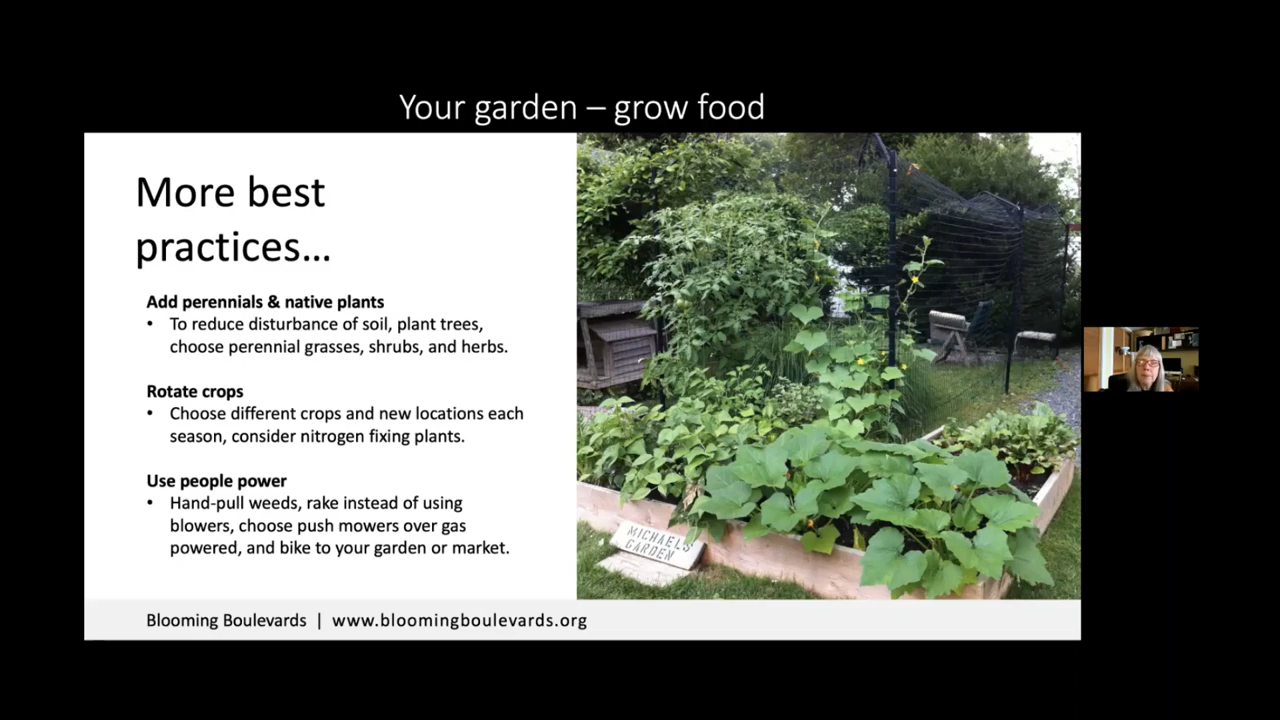 Your garden – grow food
More best
practices...
Add perennials & native plants
• To reduce disturbance of soil, plant trees,
choose perennial grasses, shrubs, and herbs.
Rotate crops
• Choose different crops and new locations each
season, consider nitrogen fixing plants.
Use people power
• Hand-pull weeds, rake instead of using
blowers, choose push mowers over gas
powered, and bike to your garden or market.
MICHAELS
GARDEN
Blooming Boulevards | www.bloomingboulevards.org